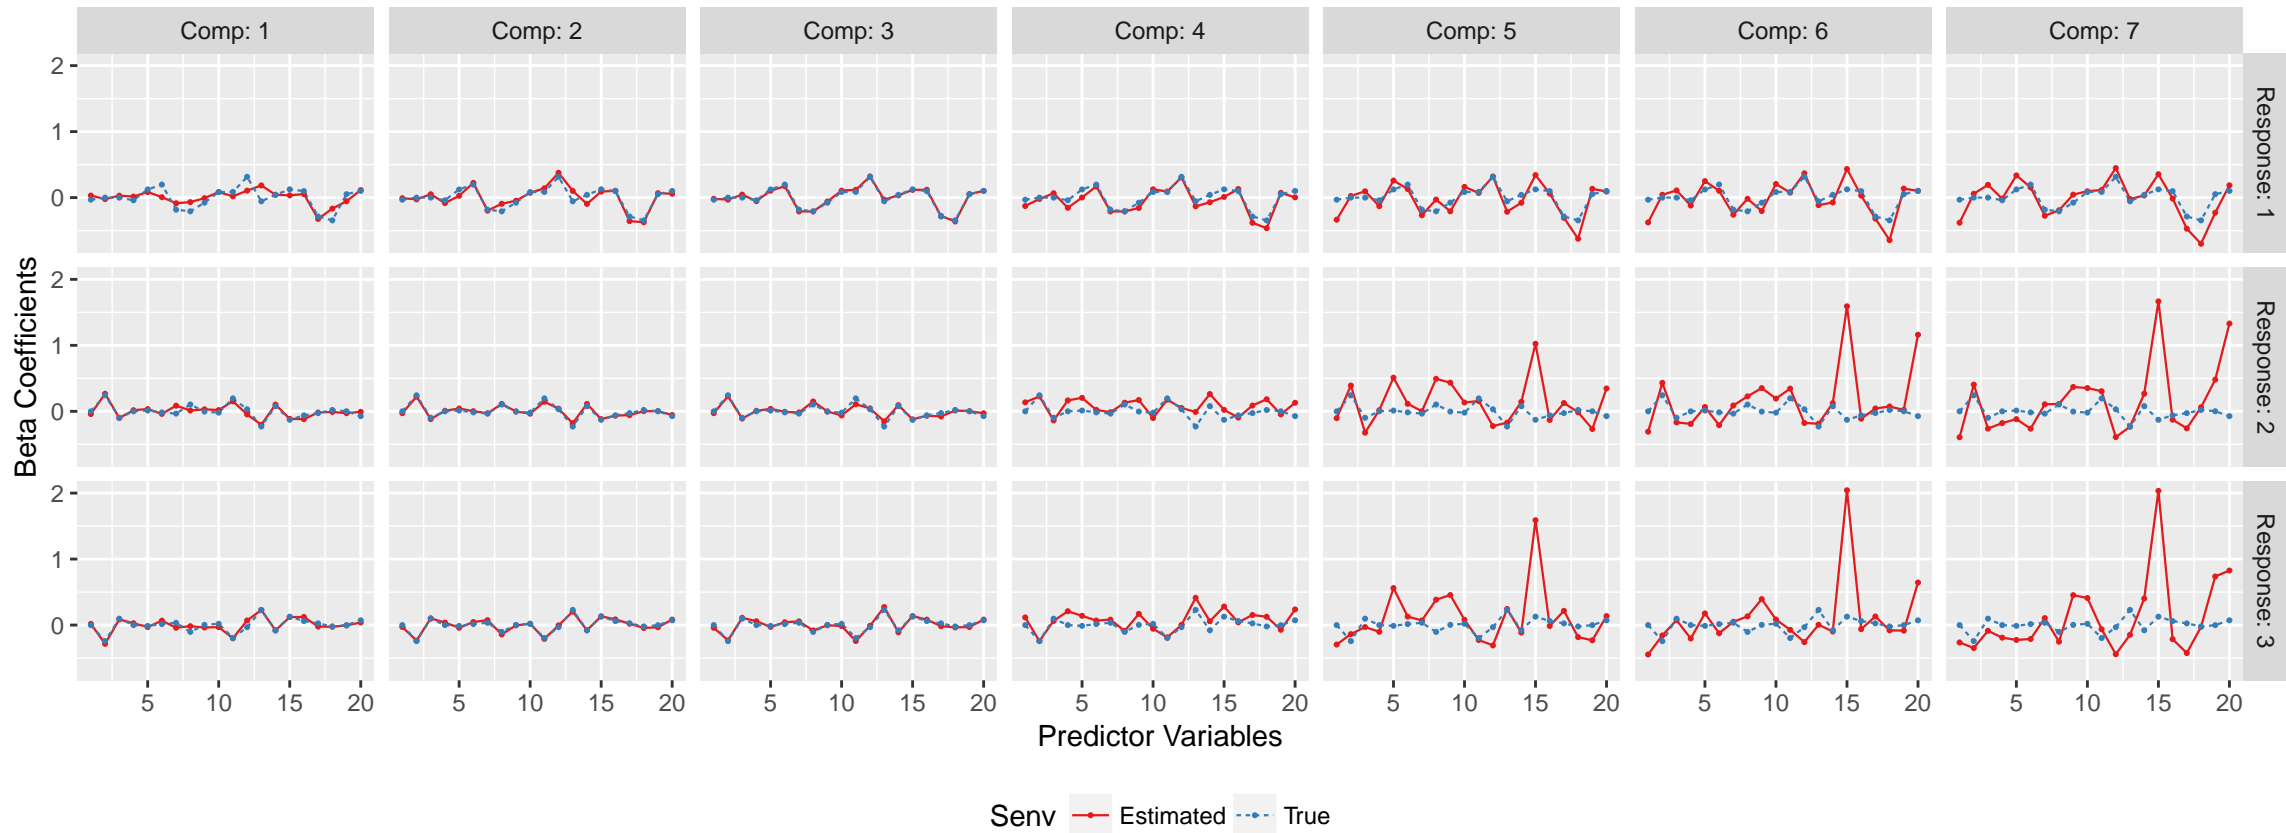 Comp: 1 Comp: 2 Comp: 3 Comp: 4 Comp: 5 Comp: 6 Comp: 7
2
1
0
Response: 1
2
1
0
Response: 2
2
1
0
Response: 3
Beta Coefficients
5 10 15 20 5 10 15 20 5 10 15 20 5 10 15 20 5 10 15 20 5 10 15 20 5 10 15 20
Predictor Variables
Senv Estimated True